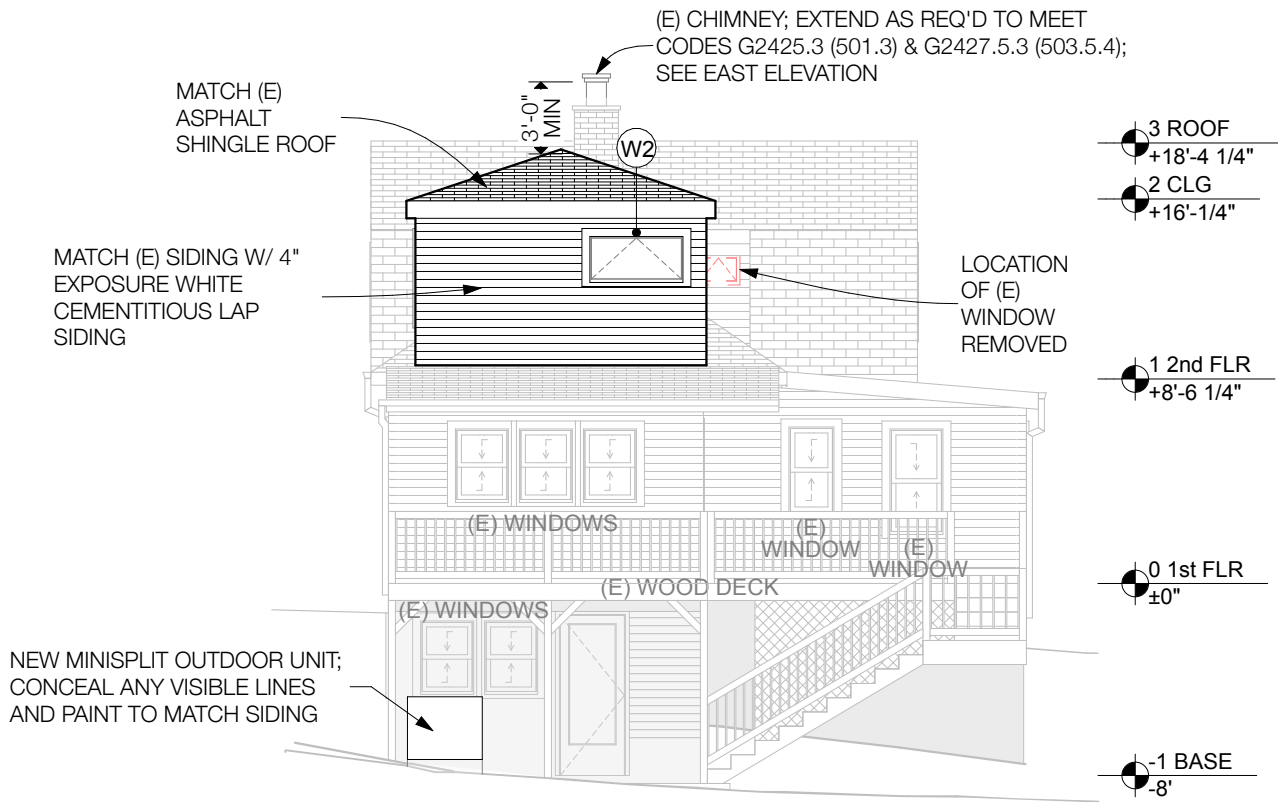 (E) CHIMNEY; EXTEND AS REQ'D TO MEET
CODES G2425.3 (501.3) & G2427.5.3 (503.5.4);
SEE EAST ELEVATION
MATCH (E)
ASPHALT
SHINGLE ROOF
3'-0"
MIN
W2
3 ROOF
+18'-4 1/4"
2 CLG
+16'-1/4"
MATCH (E) SIDING W/ 4"
EXPOSURE WHITE
CEMENTITIOUS LAP
SIDING
LOCATION
OF (E)
WINDOW
REMOVED
1 2nd FLR
+8'-6 1/4"
(E) WINDOWS
(E)
WINDOW
(E)
WINDOW
(E) WOOD DECK
0 1st FLR
±0"
(E) WINDOWS
NEW MINISPLIT OUTDOOR UNIT;
CONCEAL ANY VISIBLE LINES
AND PAINT TO MATCH SIDING
-1 BASE
-8'